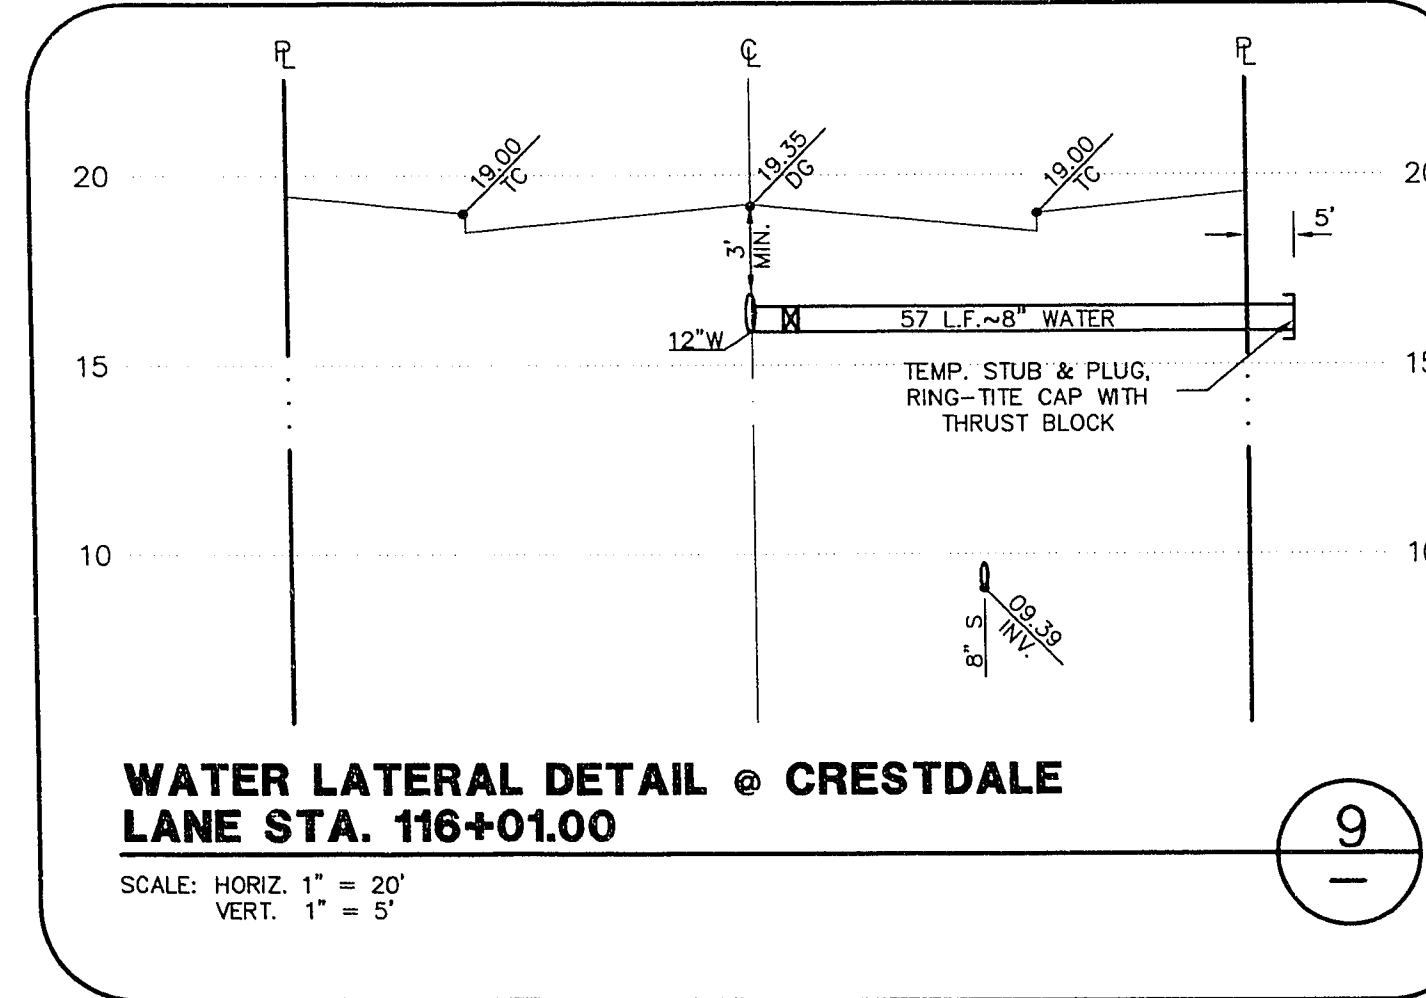 PL
CL
PL
19.00
TC
19.35
DG
19.00
TC
20
20
5'
3'
MIN.
57 L.F.~8" WATER
12"W
15
15
TEMP. STUB & PLUG,
RING-TITE CAP WITH
THRUST BLOCK
10
10
8" S
09.39
INV.
WATER LATERAL DETAIL @ CRESTDALE
LANE STA. 116+01.00
9
SCALE: HORIZ. 1" = 20'
VERT. 1" = 5'